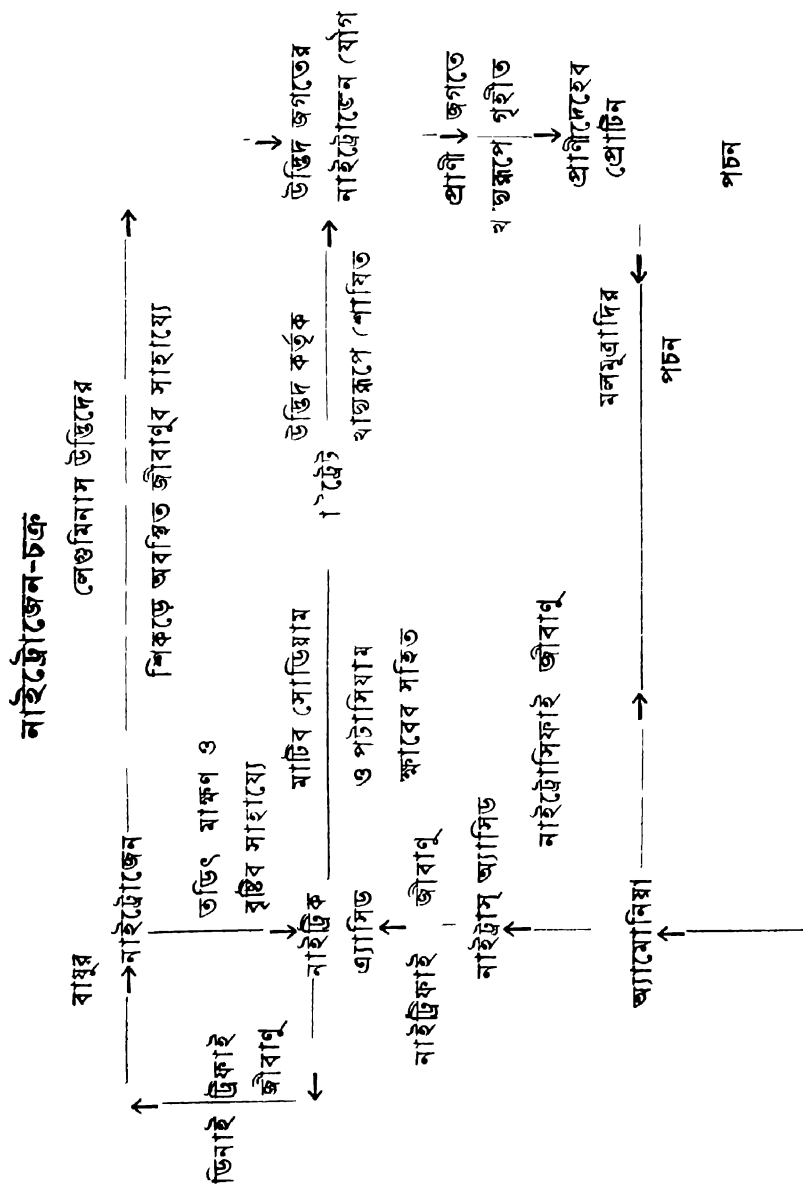 নাইট্রোজেন-চক্র
লেগুমিনাস উদ্ভিদের
শিকড়ে অবস্থিত জীবাণুব সাহায্যে
বায়ুর
নাইট্রোজেন
ডিনাই ট্রিফাই
জীবাণু
তডিৎ মাক্ষণ ও
বৃষ্টিব সাহায্যে
নাইট্রিক
এ্যাসিড
মাটিব সোডিয়াম
ও পটাসিযাম
ক্ষাবেব সহিত
উদ্ভিদ কর্তৃক
খাদ্যরূপে শোষিত
উদ্ভিদ জগতের
নাইট্রোজেন যৌগ
প্রাণী জগতে
খাদ্যরূপে গৃহীত
প্রাণীদেহেব
প্রোটিন
নাইট্রিফাই জীবাণু
নাইট্রাস্ অ্যাসিড
নাইট্রোসিফাই জীবাণু
অ্যামোনিয়া
মলমূত্রাদির
পচন
পচন